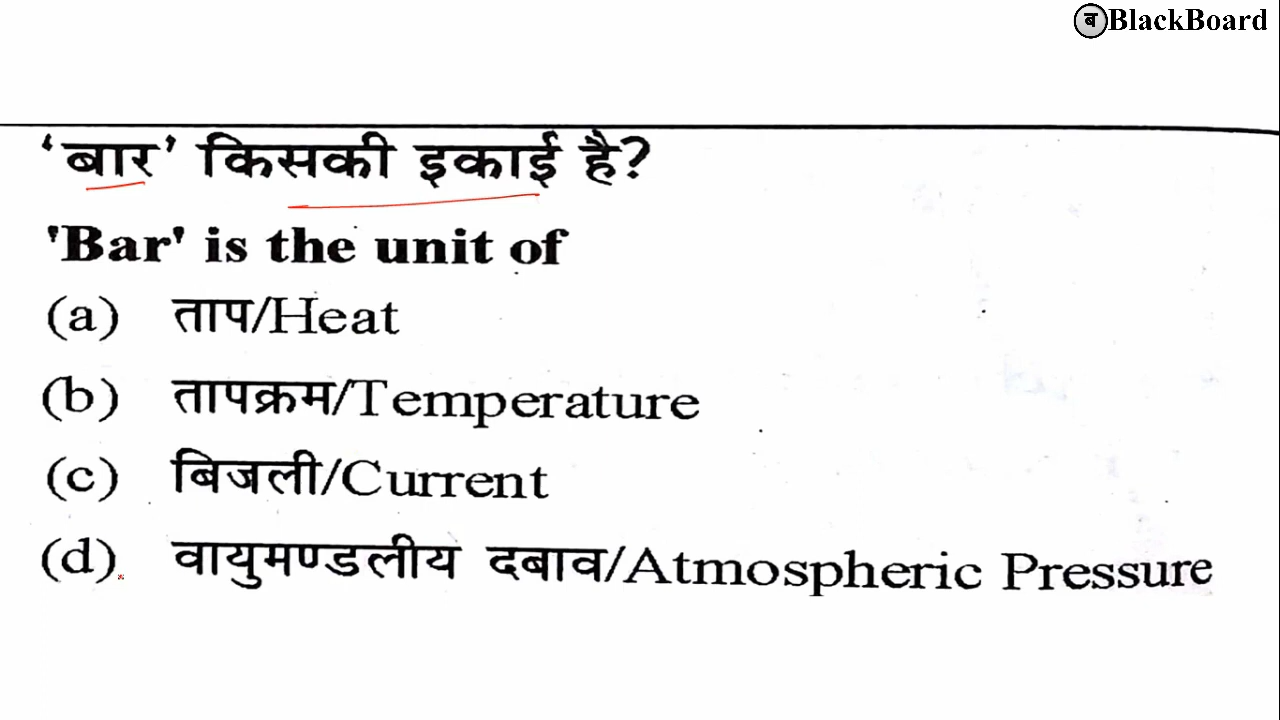 ब BlackBoard
‘बार’ किसकी इकाई है?
'Bar' is the unit of
(a) ताप/Heat
(b) तापक्रम/Temperature
(c) बिजली/Current
(d) वायुमण्डलीय दबाव/Atmospheric Pressure